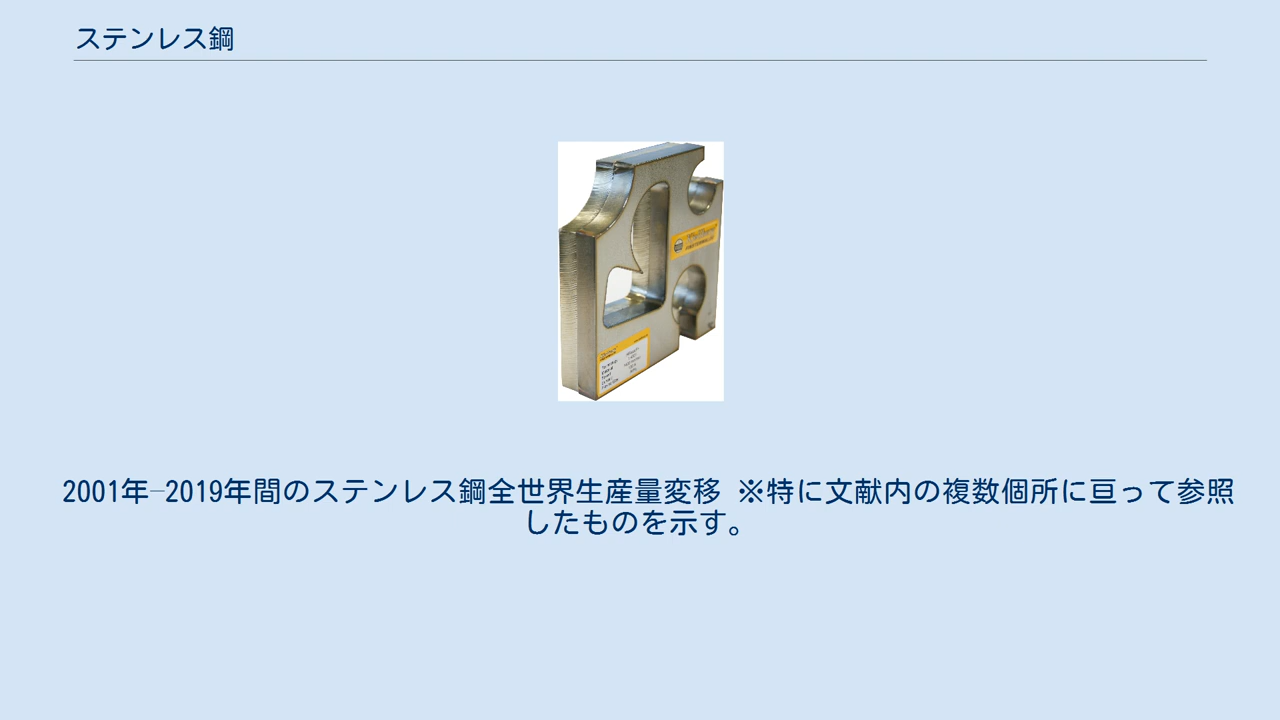 ステンレス鋼
2001年–2019年間のステンレス鋼全世界生産量変移 ※特に文献内の複数個所に亘って参照
したものを示す。